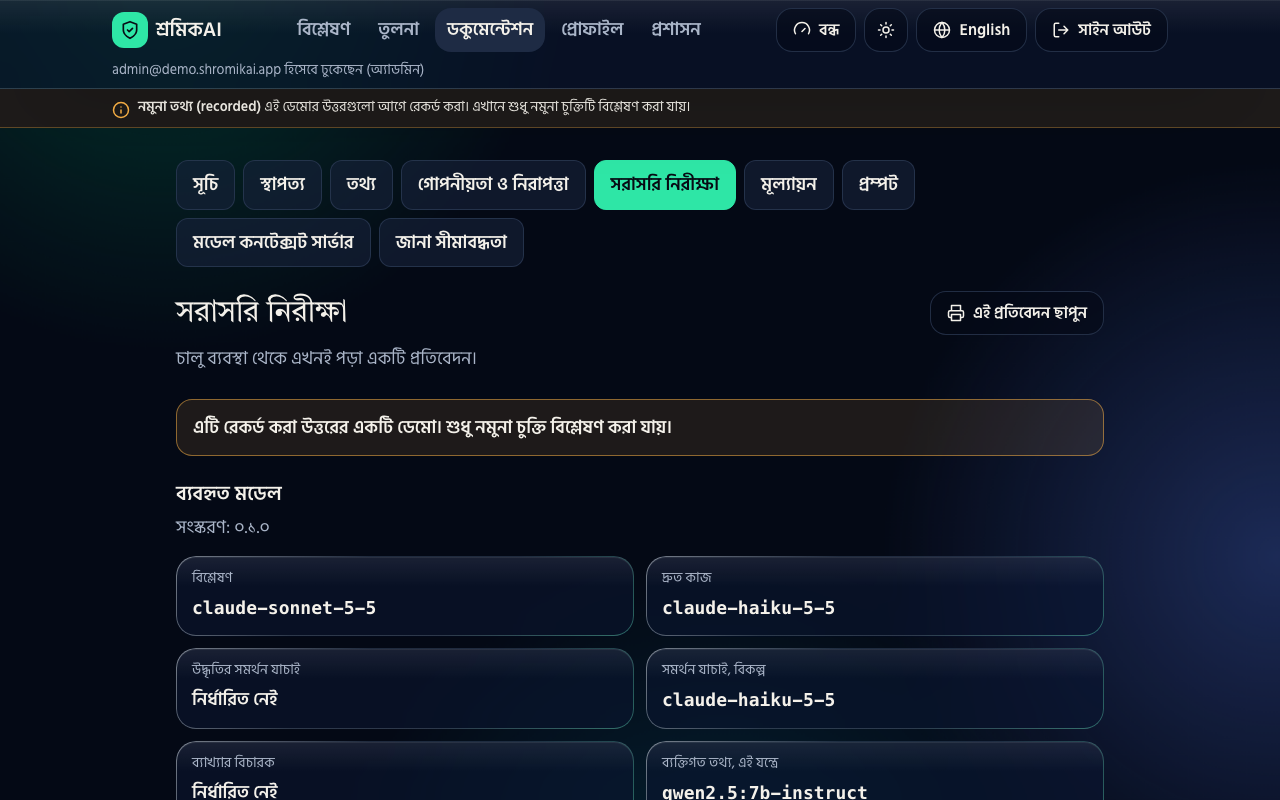 শ্রমিকAI
বিশ্লেষণ
তুলনা
ডকুমেন্টেশন
প্রোফাইল
প্রশাসন
বন্ধ
English
সাইন আউট
admin@demo.shromikai.app হিসেবে ঢুকেছেন (অ্যাডমিন)
নমুনা তথ্য (recorded) এই ডেমোর উত্তরগুলো আগে রেকর্ড করা। এখানে শুধু নমুনা চুক্তিটি বিশ্লেষণ করা যায়।
সূচি
স্থাপত্য
তথ্য
গোপনীয়তা ও নিরাপত্তা
সরাসরি নিরীক্ষা
মূল্যায়ন
প্রম্পট
মডেল কনটেক্সট সার্ভার
জানা সীমাবদ্ধতা
সরাসরি নিরীক্ষা
এই প্রতিবেদন ছাপুন
চালু ব্যবস্থা থেকে এখনই পড়া একটি প্রতিবেদন।
এটি রেকর্ড করা উত্তরের একটি ডেমো। শুধু নমুনা চুক্তি বিশ্লেষণ করা যায়।
ব্যবহৃত মডেল
সংস্করণ: ০.১.০
বিশ্লেষণ
claude-sonnet-5-5
দ্রুত কাজ
claude-haiku-5-5
উদ্ধৃতির সমর্থন যাচাই
নির্ধারিত নেই
সমর্থন যাচাই, বিকল্প
claude-haiku-5-5
ব্যাখ্যার বিচারক
নির্ধারিত নেই
ব্যক্তিগত তথ্য, এই যন্ত্রে
qwen2.5:7b-instruct